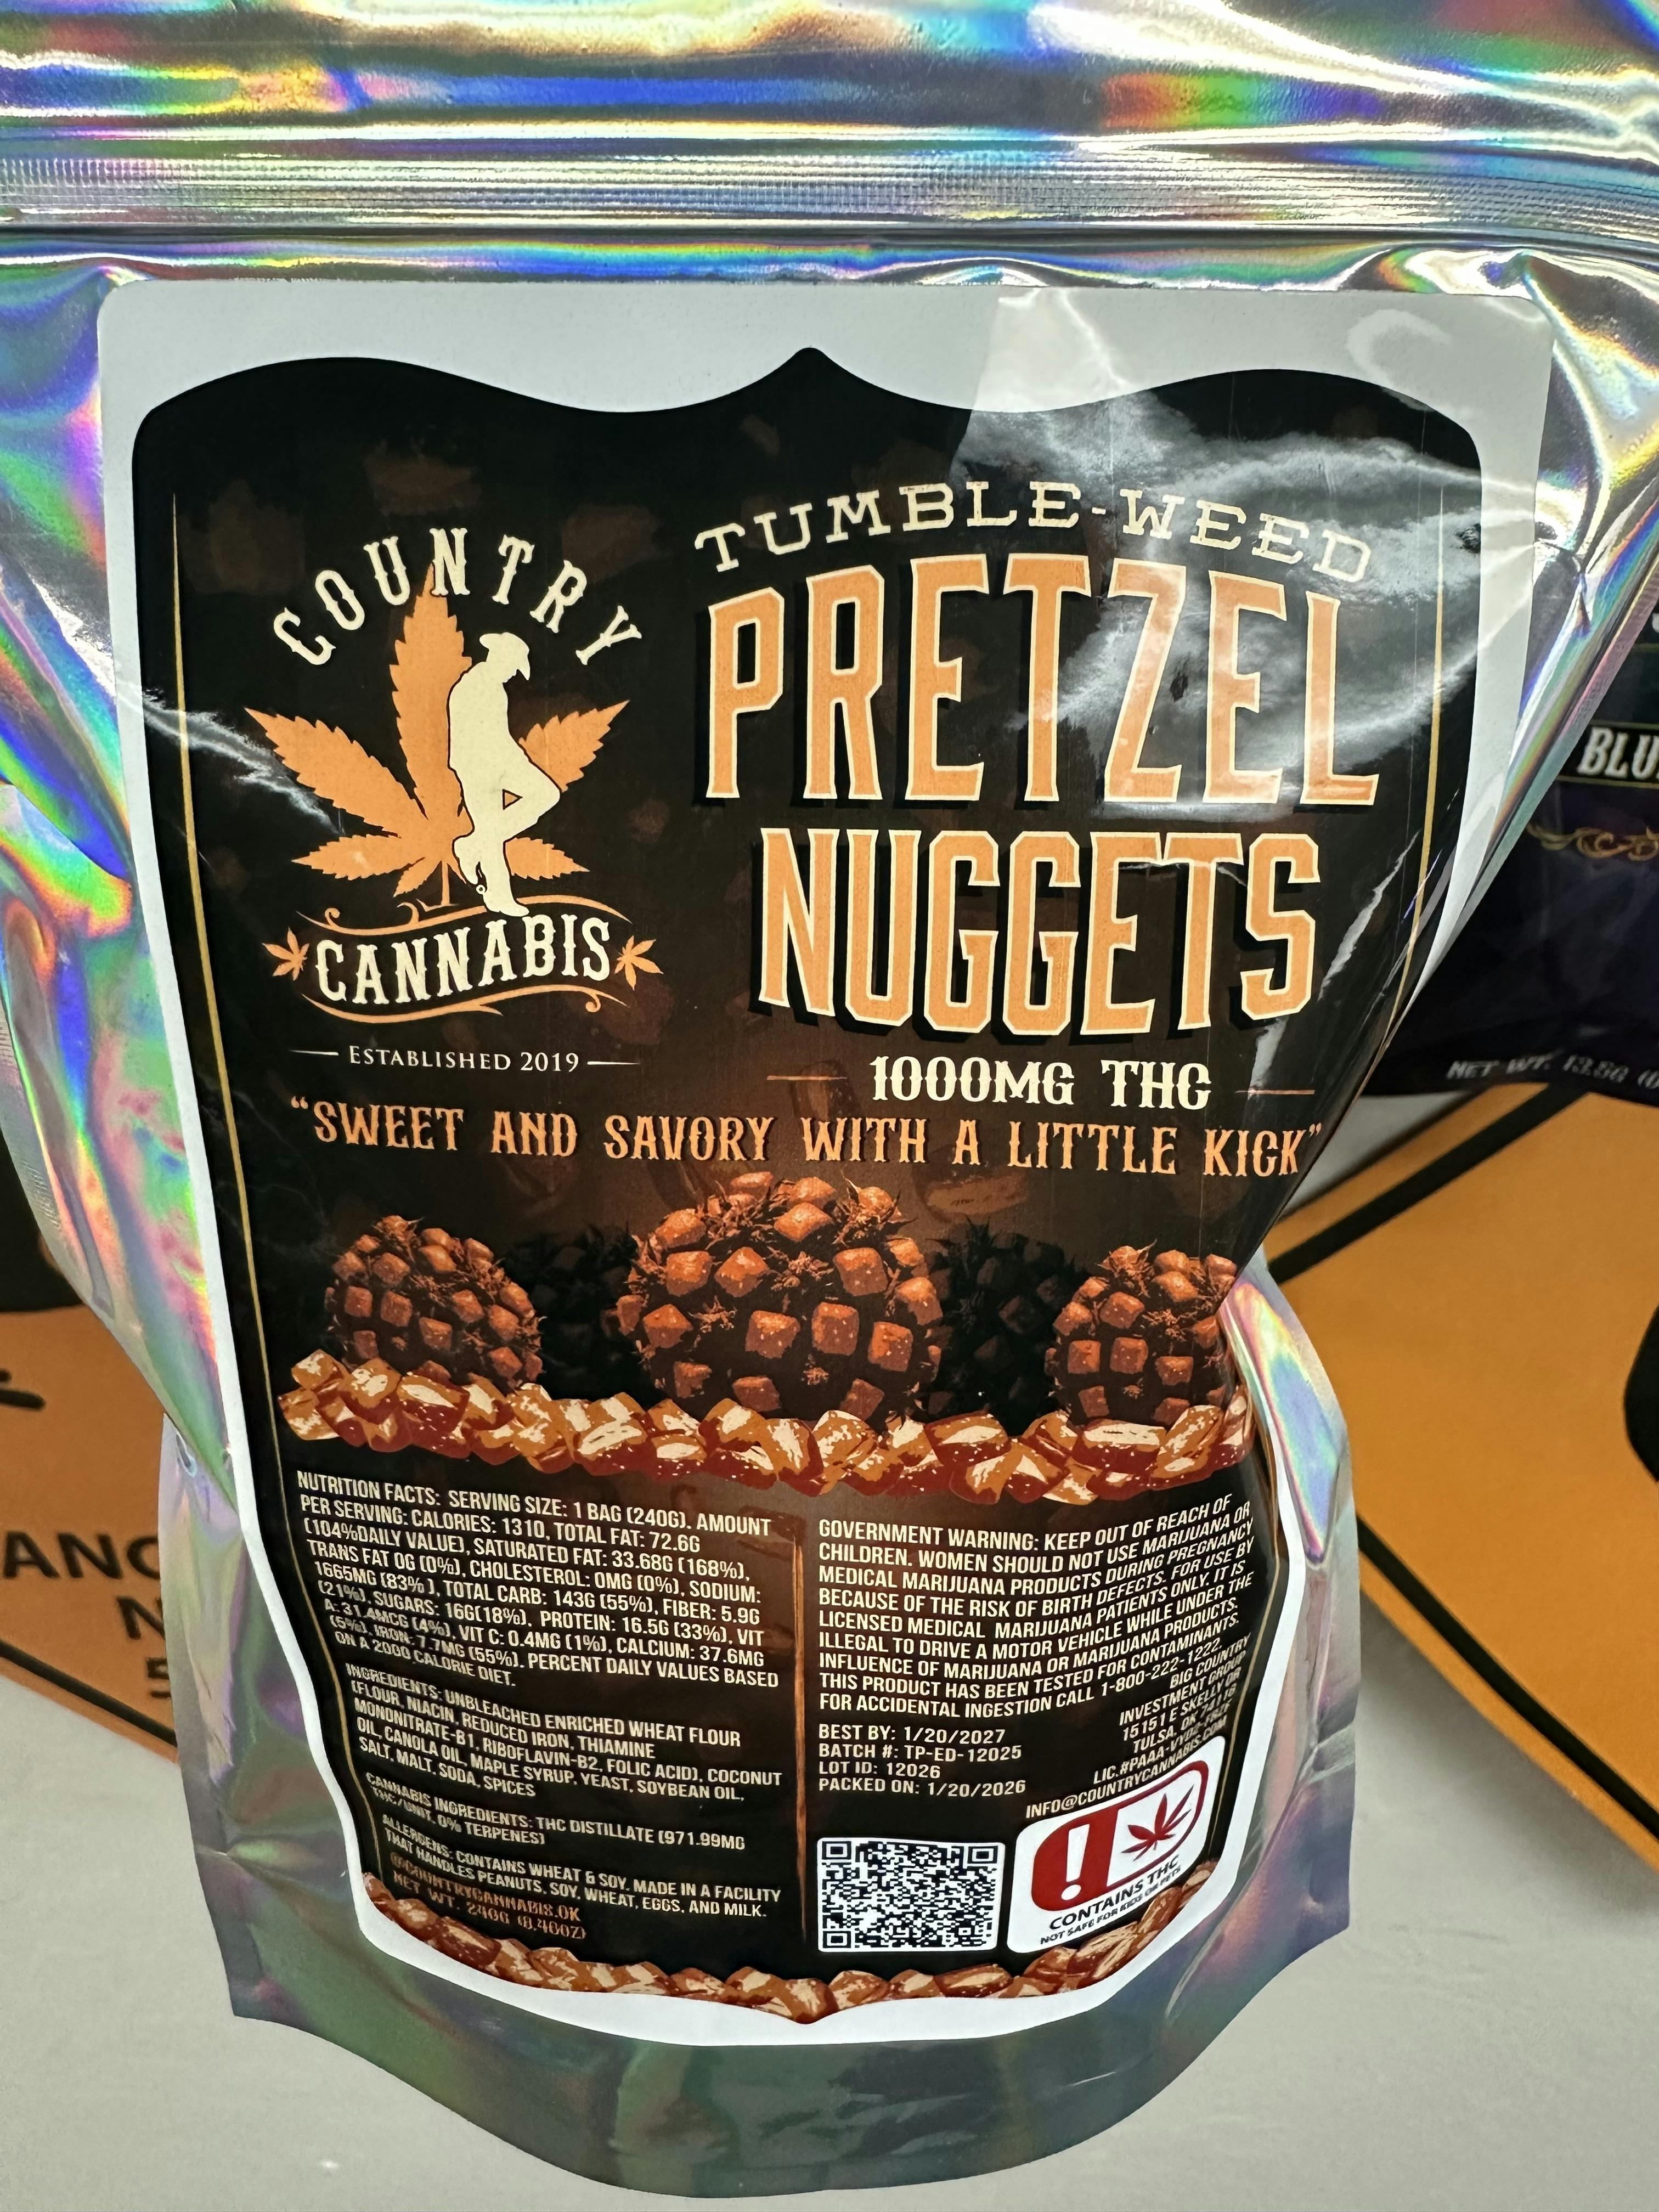 COUNTRY
CANNABIS
ESTABLISHED 2019
TUMBLE-WEED
PRETZEL
NUGGETS
1000MG THC
"SWEET AND SAVORY WITH A LITTLE KICK"
NUTRITION FACTS: SERVING SIZE: 1 BAG (240G). AMOUNT
PER SERVING: CALORIES: 1310, TOTAL FAT: 72.6G
(104%DAILY VALUE), SATURATED FAT: 33.68G (168%),
TRANS FAT 0G (0%), CHOLESTEROL: 0MG (0%), SODIUM:
1665MG (83%), TOTAL CARB: 143G (55%), FIBER: 5.9G
(21%), SUGARS: 16G(18%), PROTEIN: 16.5G (33%), VIT
A: 31.4MCG (4%), VIT C: 0.4MG (1%), CALCIUM: 37.6MG
(5%), IRON: 7.7MG (55%). PERCENT DAILY VALUES BASED
ON A 2000 CALORIE DIET.
INGREDIENTS: UNBLEACHED ENRICHED WHEAT FLOUR
(FLOUR, NIACIN, REDUCED IRON, THIAMINE
MONDNITRATE-B1, RIBOFLAVIN-B2, FOLIC ACID), COCONUT
OIL, CANOLA OIL, MAPLE SYRUP, YEAST, SOYBEAN OIL,
SALT, MALT, SODA, SPICES
CANNABIS INGREDIENTS: THC DISTILLATE (971.99MG
THC/UNIT, 0% TERPENES)
ALLERGENS: CONTAINS WHEAT & SOY. MADE IN A FACILITY
THAT HANDLES PEANUTS, SOY, WHEAT, EGGS, AND MILK.
@COUNTRYCANNABIS.OK
NET WT. 240G (8.46OZ)
GOVERNMENT WARNING: KEEP OUT OF REACH OF
CHILDREN. WOMEN SHOULD NOT USE MARIJUANA OR
MEDICAL MARIJUANA PRODUCTS DURING PREGNANCY
BECAUSE OF THE RISK OF BIRTH DEFECTS. FOR USE BY
LICENSED MEDICAL MARIJUANA PATIENTS ONLY. IT IS
ILLEGAL TO DRIVE A MOTOR VEHICLE WHILE UNDER THE
INFLUENCE OF MARIJUANA OR MARIJUANA PRODUCTS.
THIS PRODUCT HAS BEEN TESTED FOR CONTAMINANTS.
FOR ACCIDENTAL INGESTION CALL 1-800-222-1222.
BIG COUNTRY
INVESTMENT GROUP
15151 E SKELLY DR
TULSA, OK
LIC.#PAAA-
INFO@COUNTRYCANNABIS.COM
BEST BY: 1/20/2027
BATCH #: TP-ED-12025
LOT ID: 12026
PACKED ON: 1/20/2026
CONTAINS THC
NOT SAFE FOR KIDS OR PETS
BLU
NET WT. 13.6G
ANC
N
5